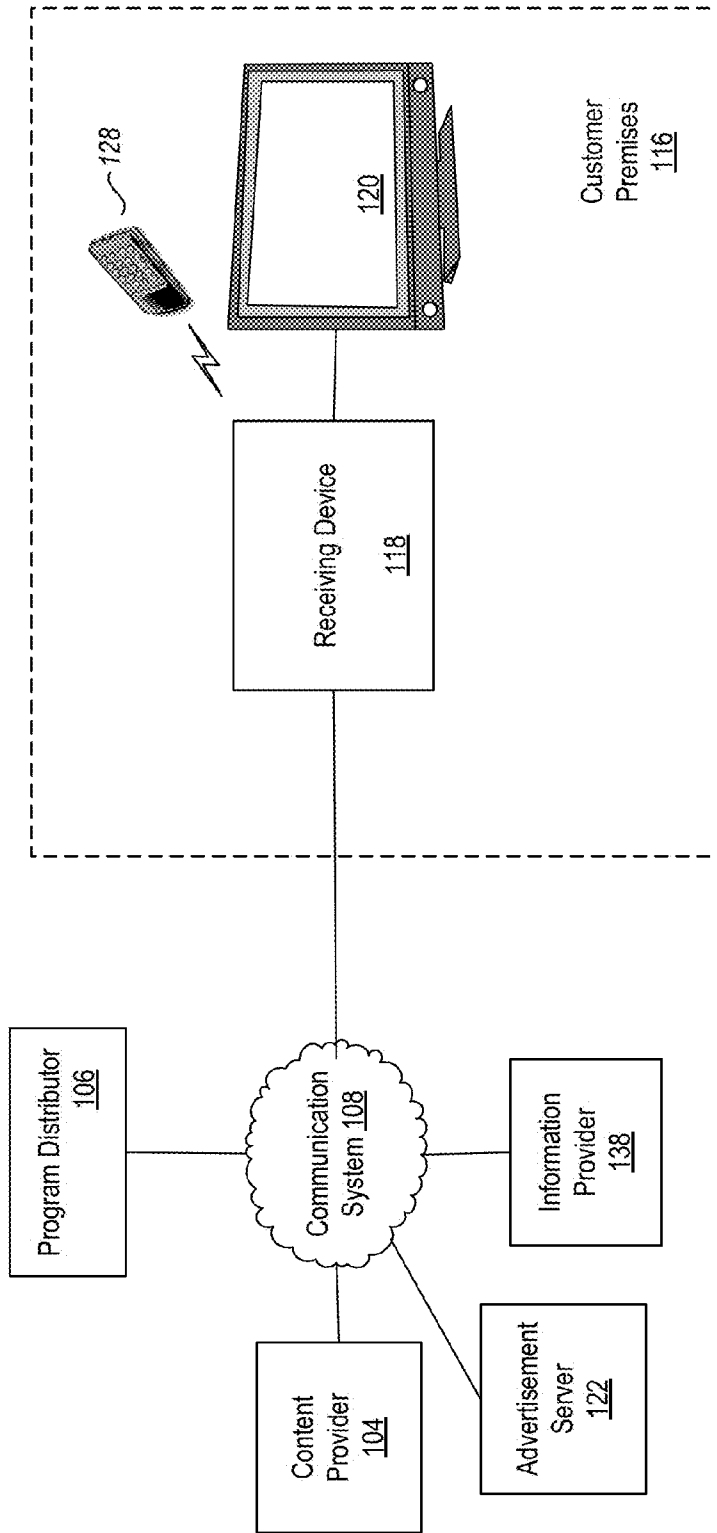 Program Distributor
106
Content
Provider
104
Communication
System 108
Advertisement
Server
122
Information
Provider
138
Receiving Device
118
128
120
Customer
Premises
116